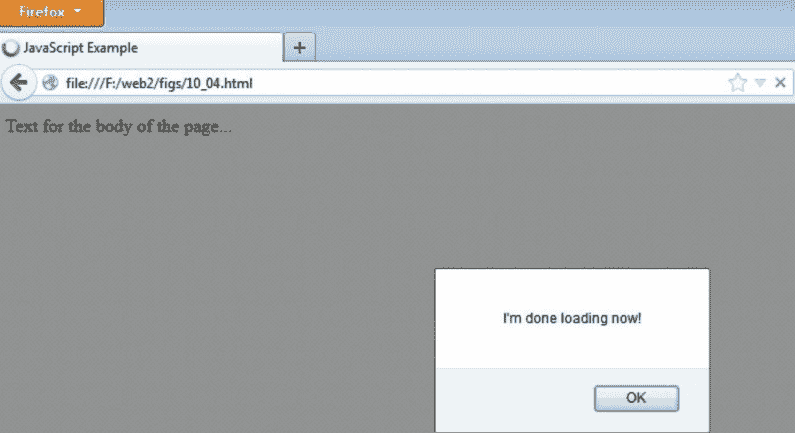 Firefox
JavaScript Example
file:///F:/web2/figs/10_04.html
Text for the body of the page...
I'm done loading now!
OK